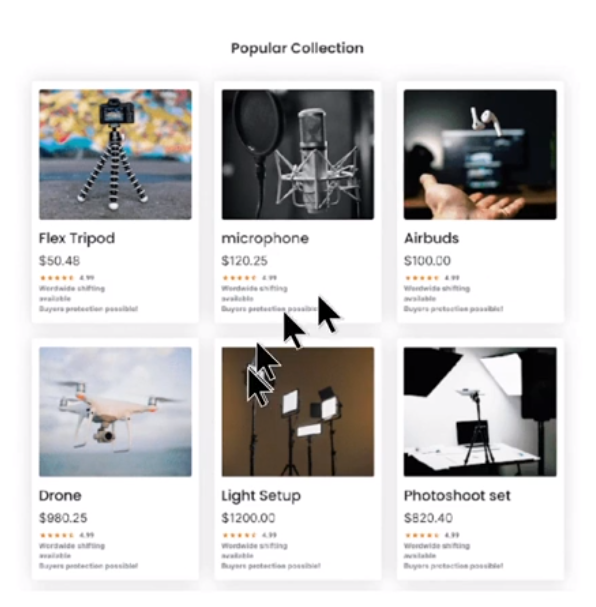 Popular Collection
Flex Tripod
$50.48
4.99
Wordwide shifting
available
Buyers protection possible!
microphone
$120.25
4.99
Wordwide shifting
available
Buyers protection possible
Airbuds
$100.00
4.99
Wordwide shifting
available
Buyers protection possible!
Drone
$980.25
4.99
Wordwide shifting
available
Buyers protection possible!
Light Setup
$1200.00
4.99
Wordwide shifting
available
Buyers protection possible!
Photoshoot set
$820.40
4.99
Wordwide shifting
available
Buyers protection possible!